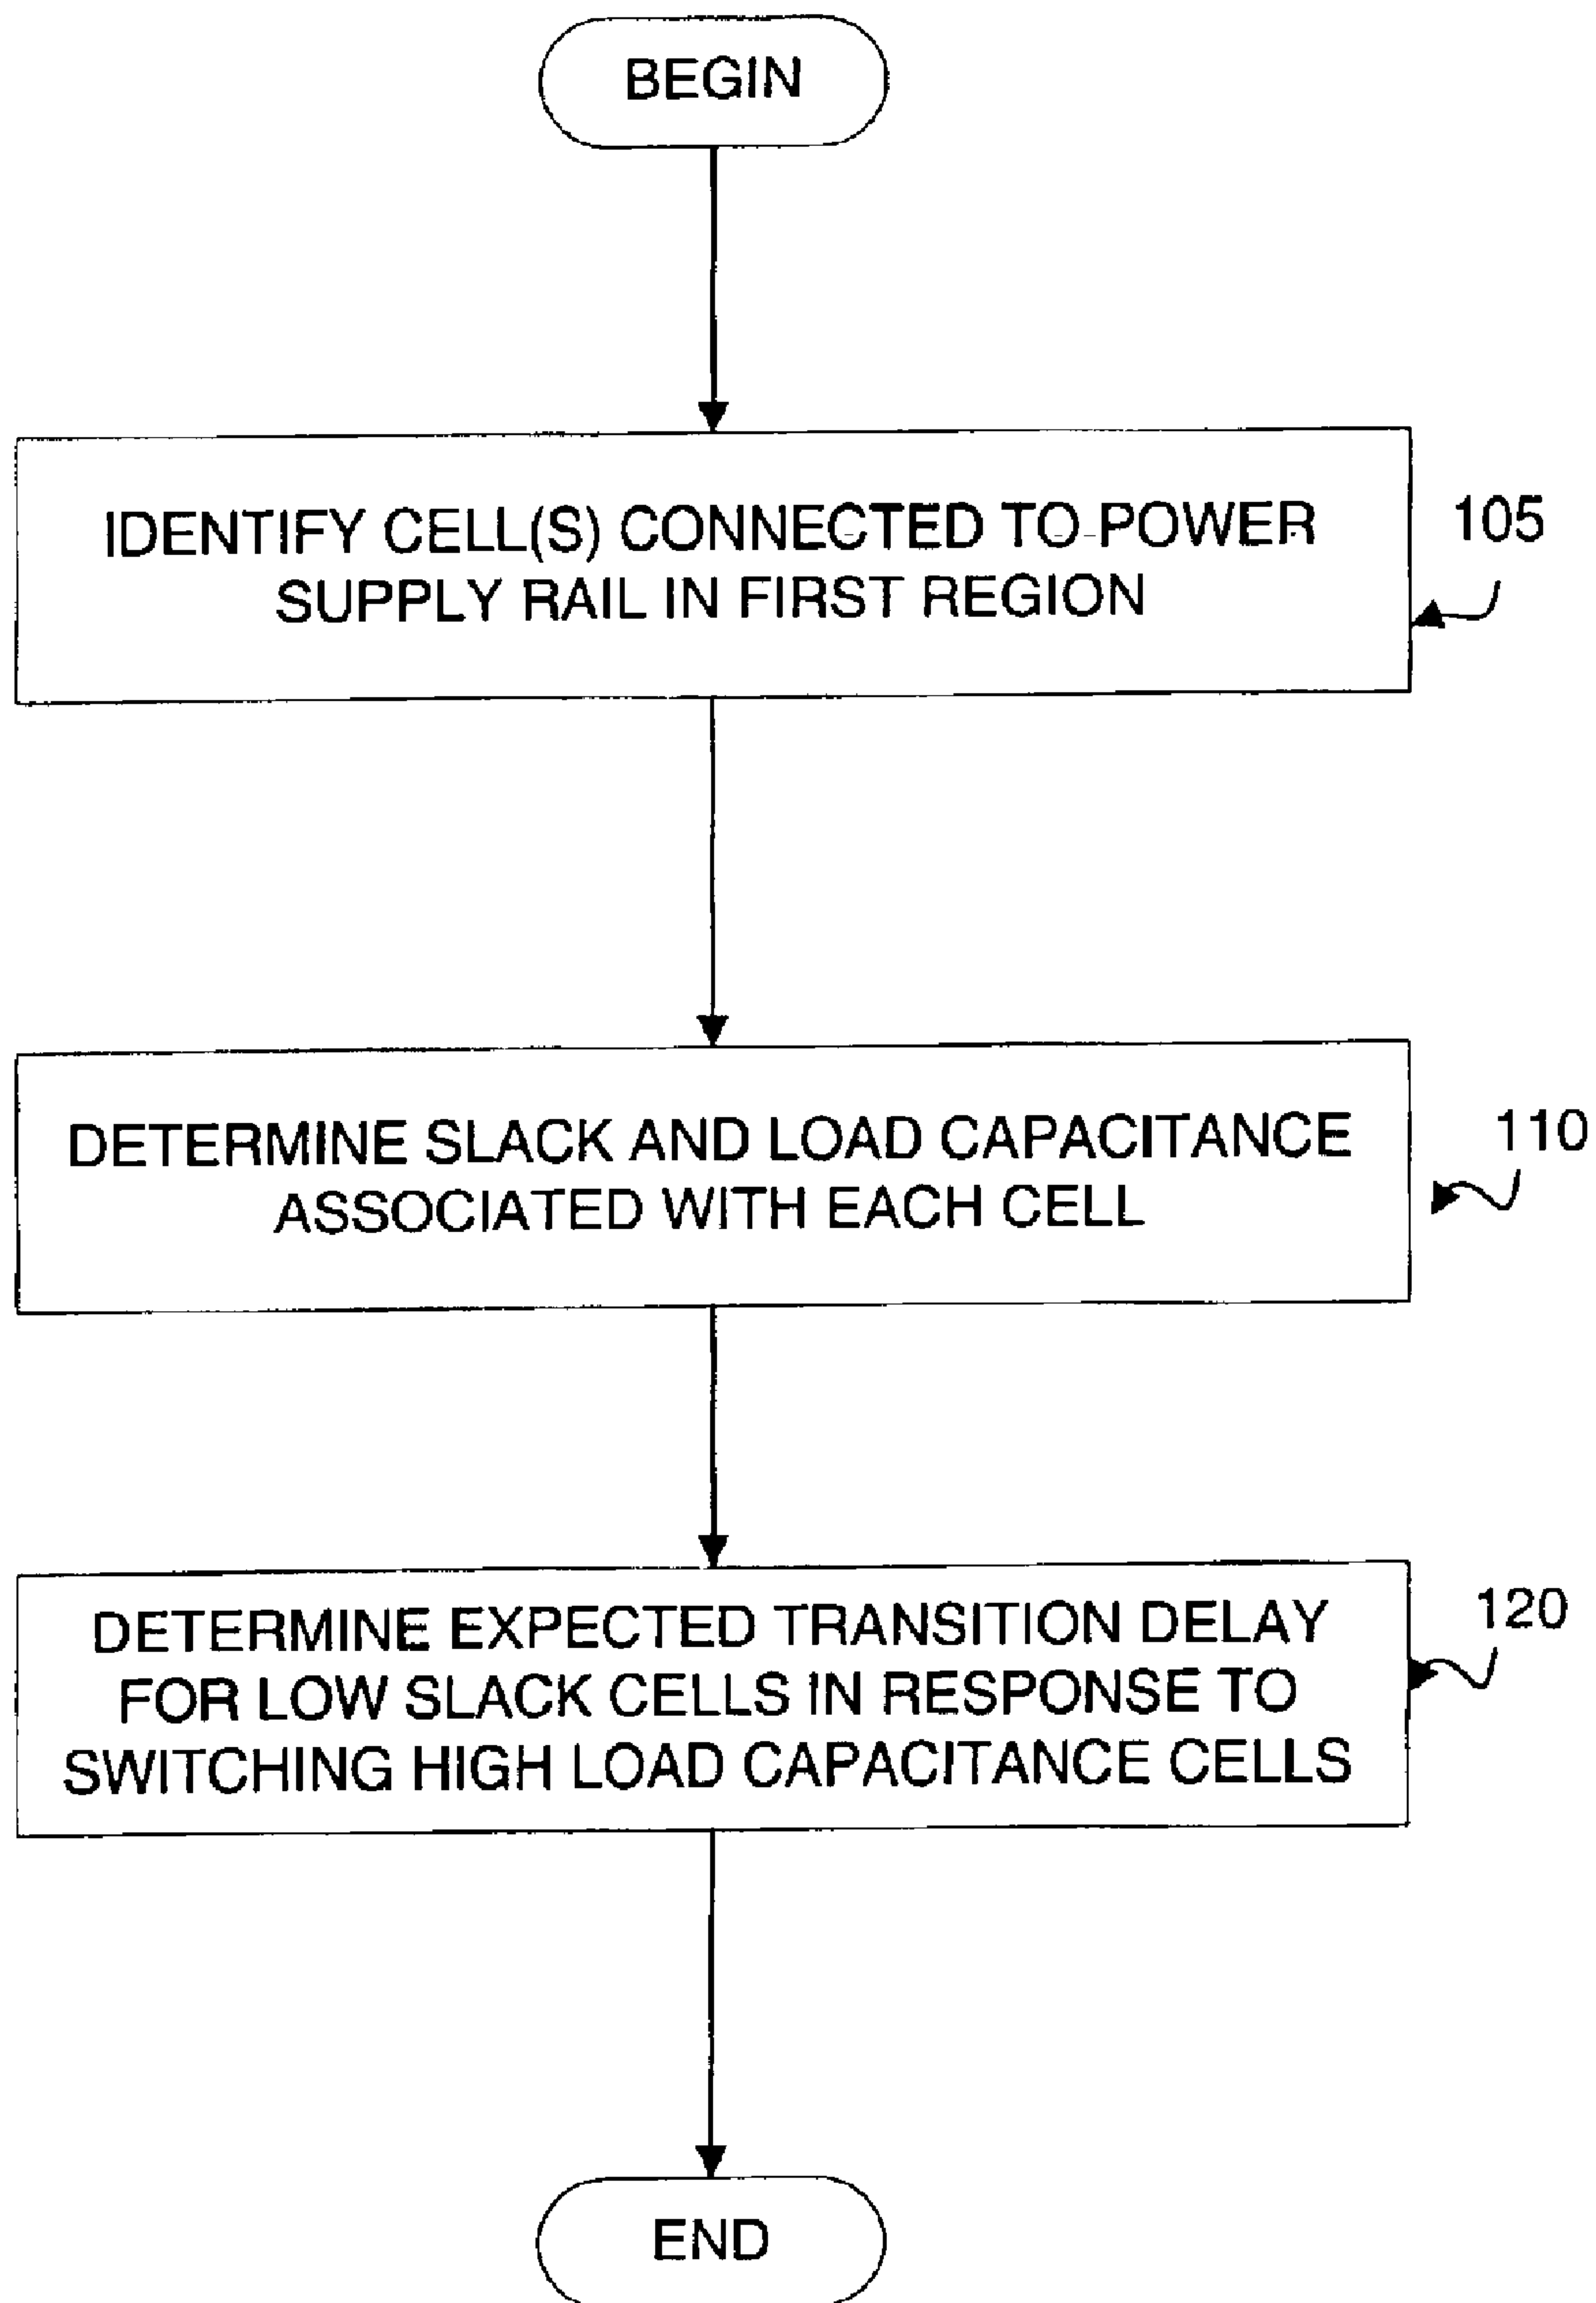 BEGIN
IDENTIFY CELL(S) CONNECTED TO POWER
SUPPLY RAIL IN FIRST REGION
105
DETERMINE SLACK AND LOAD CAPACITANCE
ASSOCIATED WITH EACH CELL
110
DETERMINE EXPECTED TRANSITION DELAY
FOR LOW SLACK CELLS IN RESPONSE TO
SWITCHING HIGH LOAD CAPACITANCE CELLS
120
END